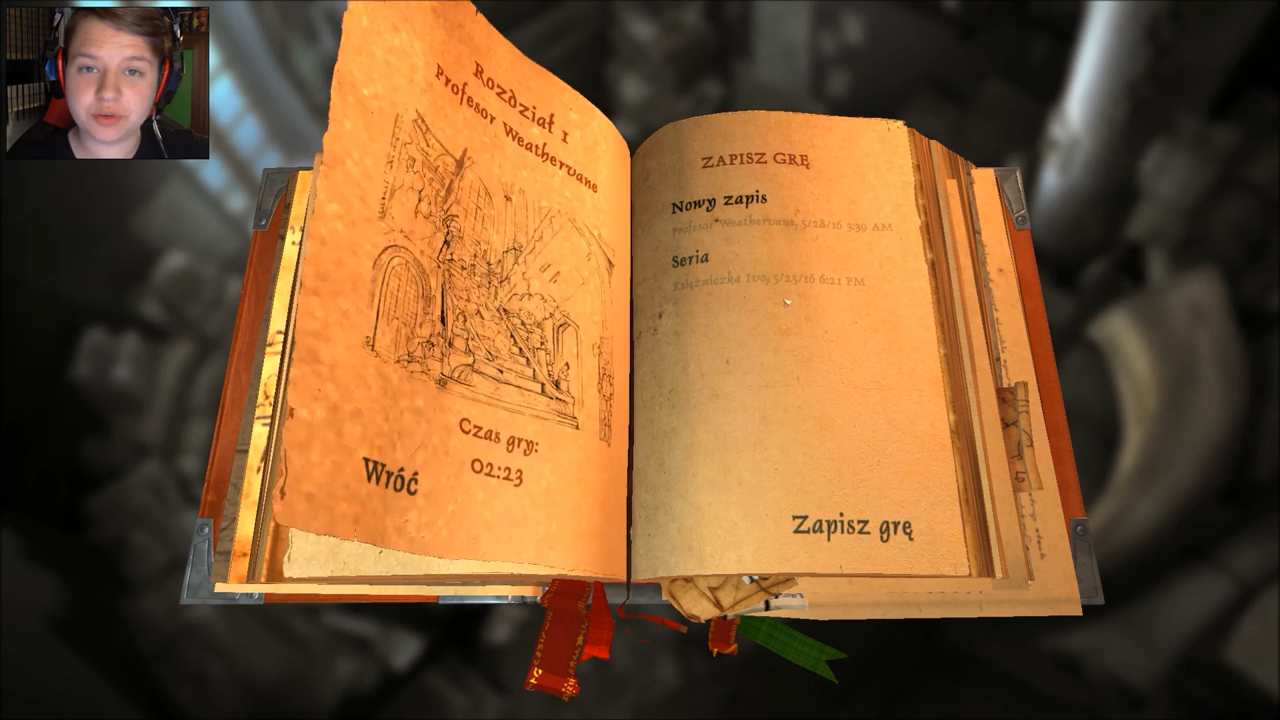 Rozdział 1
Profesor Weathervane
Czas gry:
02:23
Wróć
ZAPISZ GRĘ
Nowy zapis
Profesor Weathervane, 5/28/16 3:39 AM
Seria
Księżniczka Ivo, 5/25/16 6:21 PM
Zapisz grę